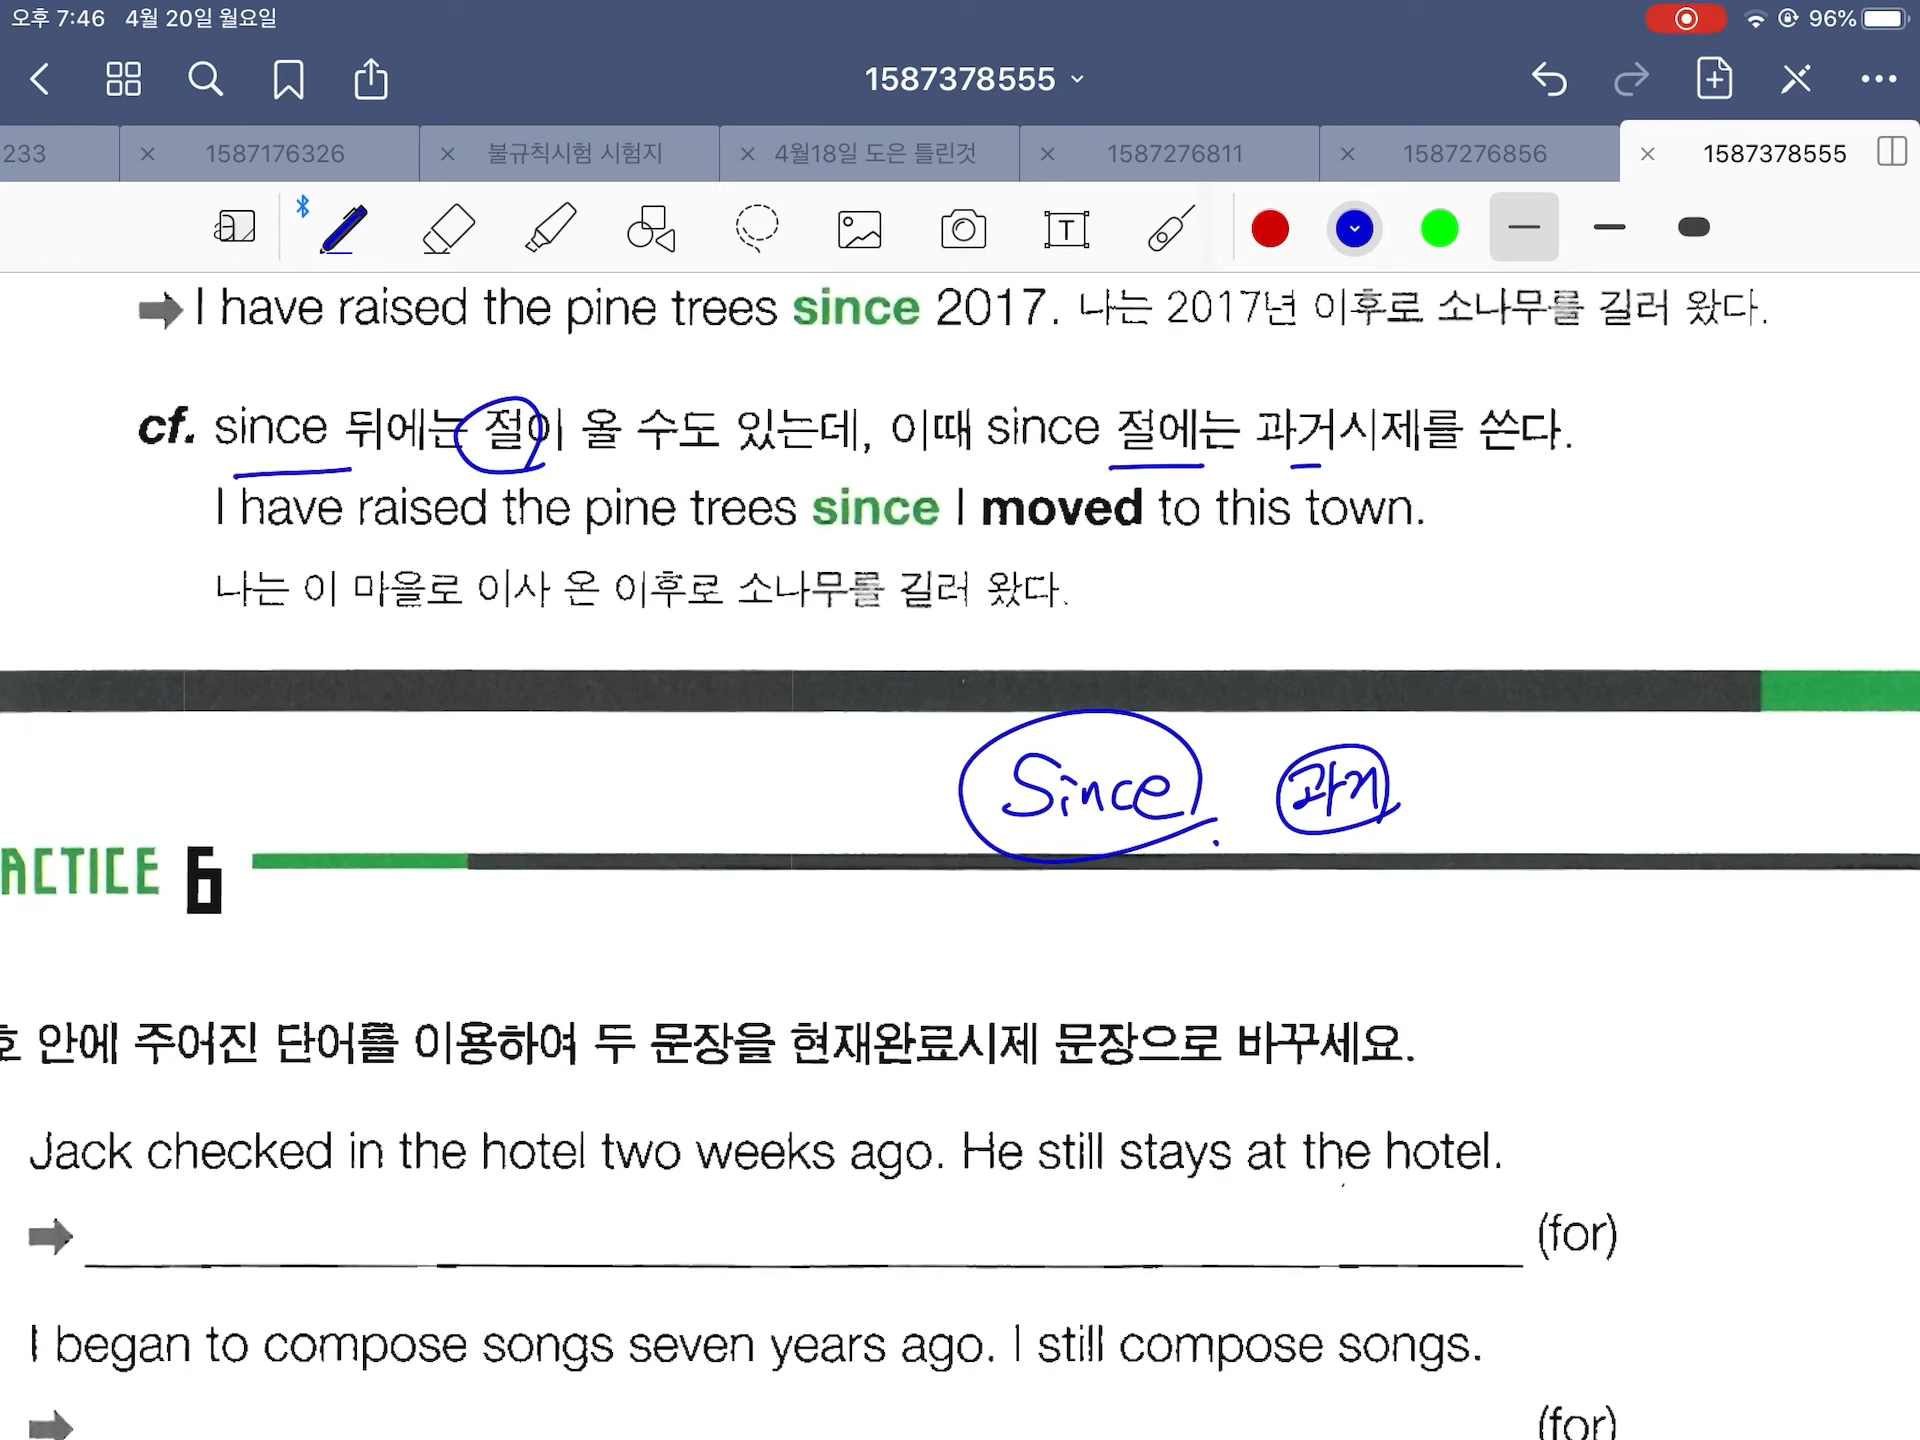 오후 7:46 4월 20일 월요일 96%
1587378555
233 1587176326 불규칙시험 시험지 4월18일 도은 틀린것 1587276811 1587276856 1587378555
I have raised the pine trees since 2017. 나는 2017년 이후로 소나무를 길러 왔다.
cf. since 뒤에는 절이 올 수도 있는데, 이때 since 절에는 과거시제를 쓴다.
I have raised the pine trees since I moved to this town.
나는 이 마을로 이사 온 이후로 소나무를 길러 왔다.
Since 과거
ACTICE 6
호 안에 주어진 단어를 이용하여 두 문장을 현재완료시제 문장으로 바꾸세요.
Jack checked in the hotel two weeks ago. He still stays at the hotel.
(for)
I began to compose songs seven years ago. I still compose songs.
(for)